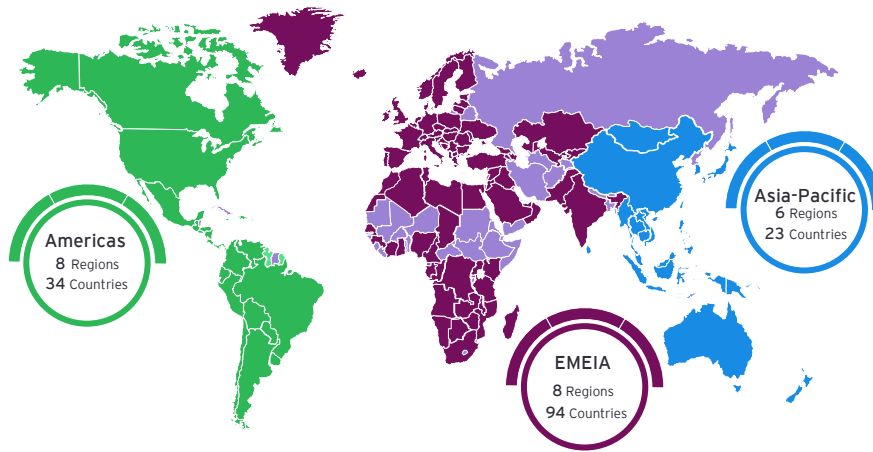 Americas
8 Regions
34 Countries
EMEIA
8 Regions
94 Countries
Asia-Pacific
6 Regions
23 Countries